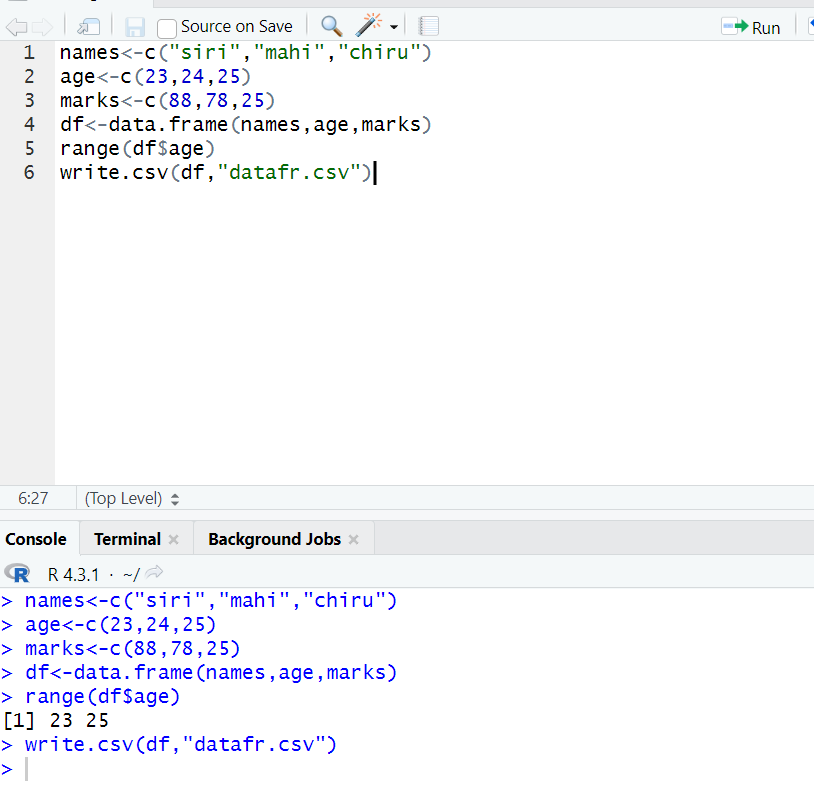 Source on Save
Run
1 names<-c("siri","mahi","chiru")
2 age<-c(23,24,25)
3 marks<-c(88,78,25)
4 df<-data.frame(names,age,marks)
5 range(df$age)
6 write.csv(df,"datafr.csv")
6:27 (Top Level)
Console Terminal Background Jobs
R R 4.3.1 · ~/
> names<-c("siri","mahi","chiru")
> age<-c(23,24,25)
> marks<-c(88,78,25)
> df<-data.frame(names,age,marks)
> range(df$age)
[1] 23 25
> write.csv(df,"datafr.csv")
>